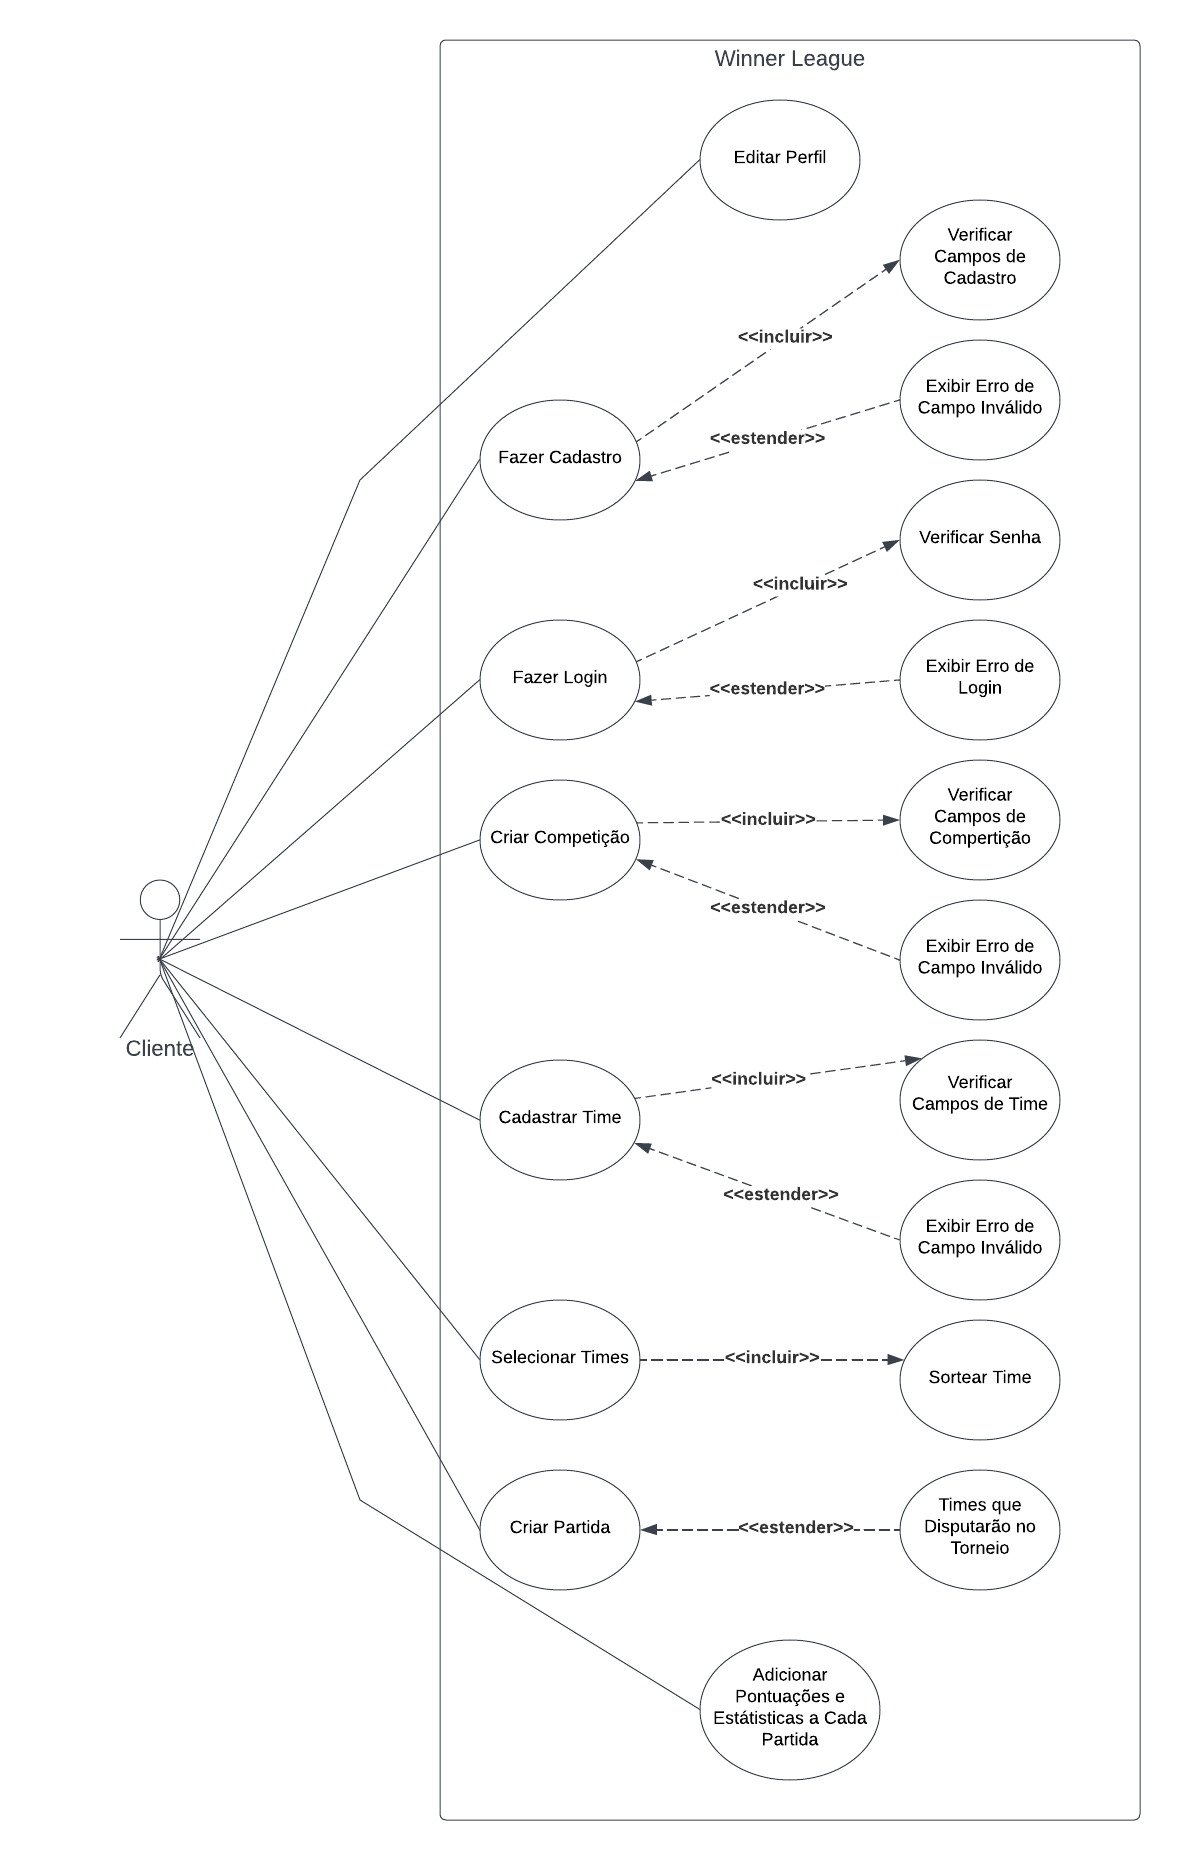 Winner League
Editar Perfil
Verificar
Campos de
Cadastro
<<incluir>>
Exibir Erro de
Campo Inválido
<<estender>>
Fazer Cadastro
Verificar Senha
<<incluir>>
Fazer Login
Exibir Erro de
Login
<<estender>>
Verificar
Campos de
Compertição
<<incluir>>
Criar Competição
<<estender>>
Exibir Erro de
Campo Inválido
Cliente
<<incluir>>
Verificar
Campos de Time
Cadastrar Time
<<estender>>
Exibir Erro de
Campo Inválido
Selecionar Times
<<incluir>>
Sortear Time
Criar Partida
<<estender>>
Times que
Disputarão no
Torneio
Adicionar
Pontuações e
Estátisticas a Cada
Partida